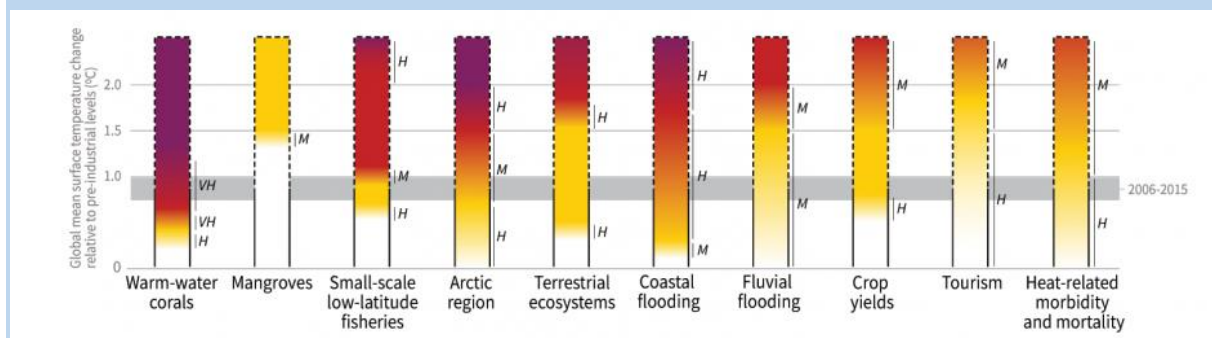 Global mean surface temperature change
relative to pre-industrial levels (°C)
2.0
1.5
1.0
0
2006-2015
VH
VH
H
M
H
M
H
H
M
H
H
H
H
H
M
M
M
M
H
M
H
M
H
Warm-water
corals
Mangroves
Small-scale
low-latitude
fisheries
Arctic
region
Terrestrial
ecosystems
Coastal
flooding
Fluvial
flooding
Crop
yields
Tourism
Heat-related
morbidity
and mortality